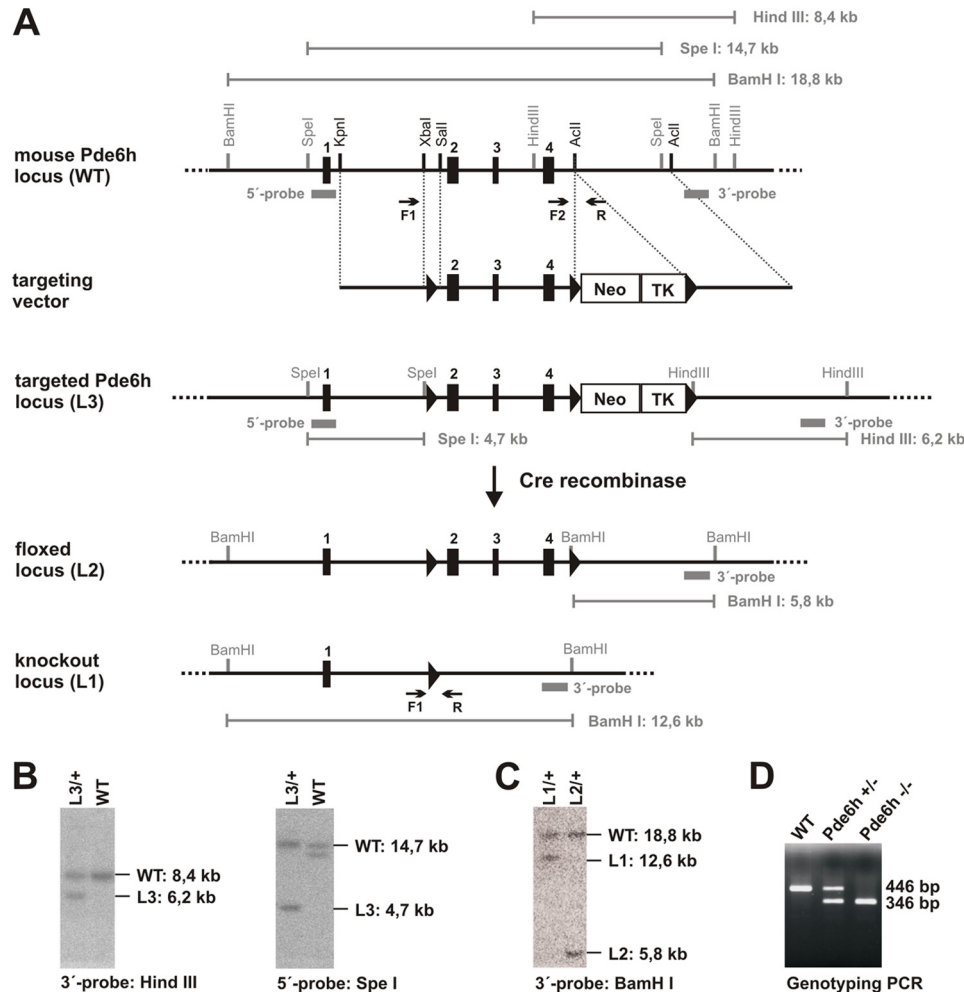 A
Hind III: 8,4 kb
Spe I: 14,7 kb
BamH I: 18,8 kb
BamHI SpeI KpnI XbaI SalI HindIII AclI SpeI AclI BamHI HindIII
mouse Pde6h
locus (WT)
1 2 3 4
5´-probe 3´-probe
F1 F2 R
targeting
vector
2 3 4
Neo TK
targeted Pde6h
locus (L3)
SpeI 1 SpeI 2 3 4 HindIII HindIII
Neo TK
5´-probe 3´-probe
Spe I: 4,7 kb Hind III: 6,2 kb
Cre recombinase
floxed
locus (L2)
BamHI 1 2 3 4 BamHI BamHI
3´-probe
BamH I: 5,8 kb
knockout
locus (L1)
BamHI 1 BamHI
F1 R 3´-probe
BamH I: 12,6 kb
B
L3/+ WT
WT: 8,4 kb
L3: 6,2 kb
3´-probe: Hind III
L3/+ WT
WT: 14,7 kb
L3: 4,7 kb
5´-probe: Spe I
C
L1/+ L2/+
WT: 18,8 kb
L1: 12,6 kb
L2: 5,8 kb
3´-probe: BamH I
D
WT Pde6h +/- Pde6h -/-
446 bp
346 bp
Genotyping PCR